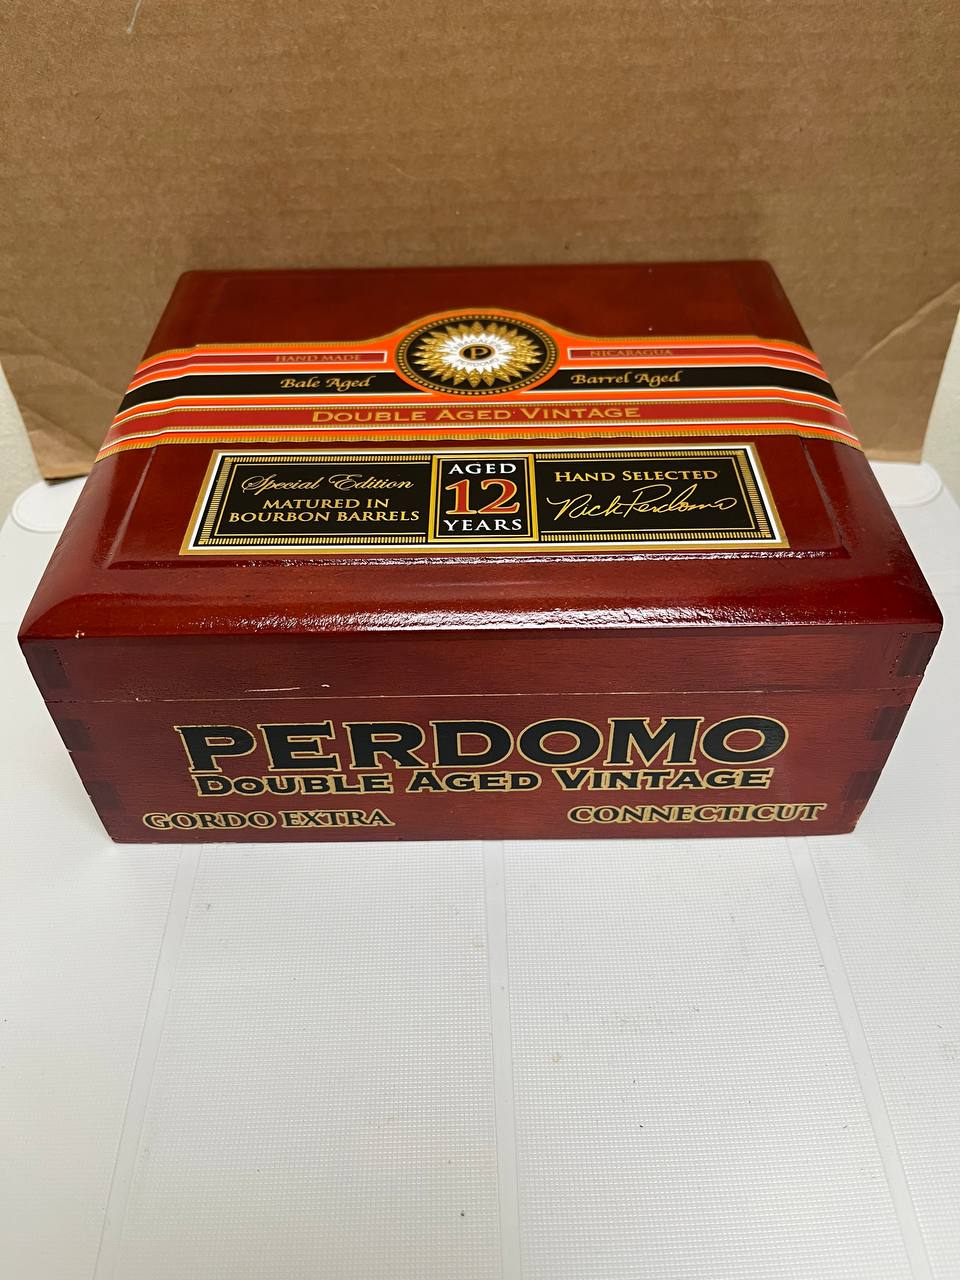 HAND MADE
NICARAGUA
P
PERDOMO
Bale Aged
Barrel Aged
DOUBLE AGED VINTAGE
Special Edition
MATURED IN
BOURBON BARRELS
AGED
12
YEARS
HAND SELECTED
Nick Perdomo
PERDOMO
DOUBLE AGED VINTAGE
GORDO EXTRA
CONNECTICUT